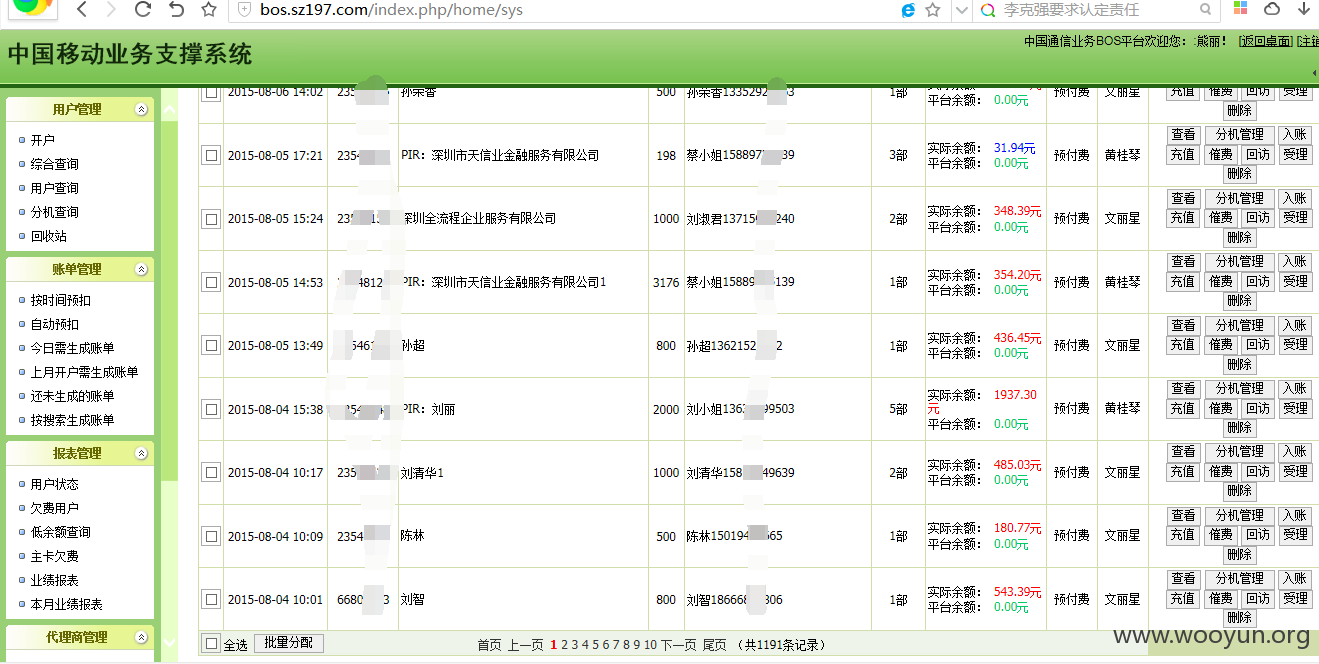 bos.sz197.com/index.php/home/sys 李克强要求认定责任
中国移动业务支撑系统
中国通信业务BOS平台欢迎您: 熊丽! [返回桌面] [注销
用户管理
开户
综合查询
用户查询
分机查询
回收站
账单管理
按时间预扣
自动预扣
今日需生成账单
上月开户需生成账单
还未生成的账单
按搜索生成账单
报表管理
用户状态
欠费用户
低余额查询
主卡欠费
业绩报表
本月业绩报表
代理商管理
2015-08-06 14:02 235 孙荣香 500 孙荣香1335292 3 1部 平台余额: 0.00元 预付费 文丽星 充值 催费 回访 受理
删除
2015-08-05 17:21 235 PIR:深圳市天信业金融服务有限公司 198 蔡小姐15889 39 3部 实际余额: 31.94元 平台余额: 0.00元 预付费 黄桂琴 查看 分机管理 入账
充值 催费 回访 受理
删除
2015-08-05 15:24 23 深圳全流程企业服务有限公司 1000 刘淑君13715 240 2部 实际余额: 348.39元 平台余额: 0.00元 预付费 文丽星 查看 分机管理 入账
充值 催费 回访 受理
删除
2015-08-05 14:53 4812 PIR:深圳市天信业金融服务有限公司1 3176 蔡小姐15889 139 1部 实际余额: 354.20元 平台余额: 0.00元 预付费 黄桂琴 查看 分机管理 入账
充值 催费 回访 受理
删除
2015-08-05 13:49 546 孙超 800 孙超1362152 2 1部 实际余额: 436.45元 平台余额: 0.00元 预付费 文丽星 查看 分机管理 入账
充值 催费 回访 受理
删除
2015-08-04 15:38 254 PIR:刘丽 2000 刘小姐136 99503 5部 实际余额: 1937.30元 平台余额: 0.00元 预付费 黄桂琴 查看 分机管理 入账
充值 催费 回访 受理
删除
2015-08-04 10:17 235 刘清华1 1000 刘清华158 49639 2部 实际余额: 485.03元 平台余额: 0.00元 预付费 文丽星 查看 分机管理 入账
充值 催费 回访 受理
删除
2015-08-04 10:09 2354 陈林 500 陈林150194 65 1部 实际余额: 180.77元 平台余额: 0.00元 预付费 文丽星 查看 分机管理 入账
充值 催费 回访 受理
删除
2015-08-04 10:01 6680 3 刘智 800 刘智18666 306 1部 实际余额: 543.39元 平台余额: 0.00元 预付费 文丽星 查看 分机管理 入账
充值 催费 回访 受理
删除
全选 批量分配 首页 上一页 1 2 3 4 5 6 7 8 9 10 下一页 尾页 (共1191条记录)
www.wooyun.org